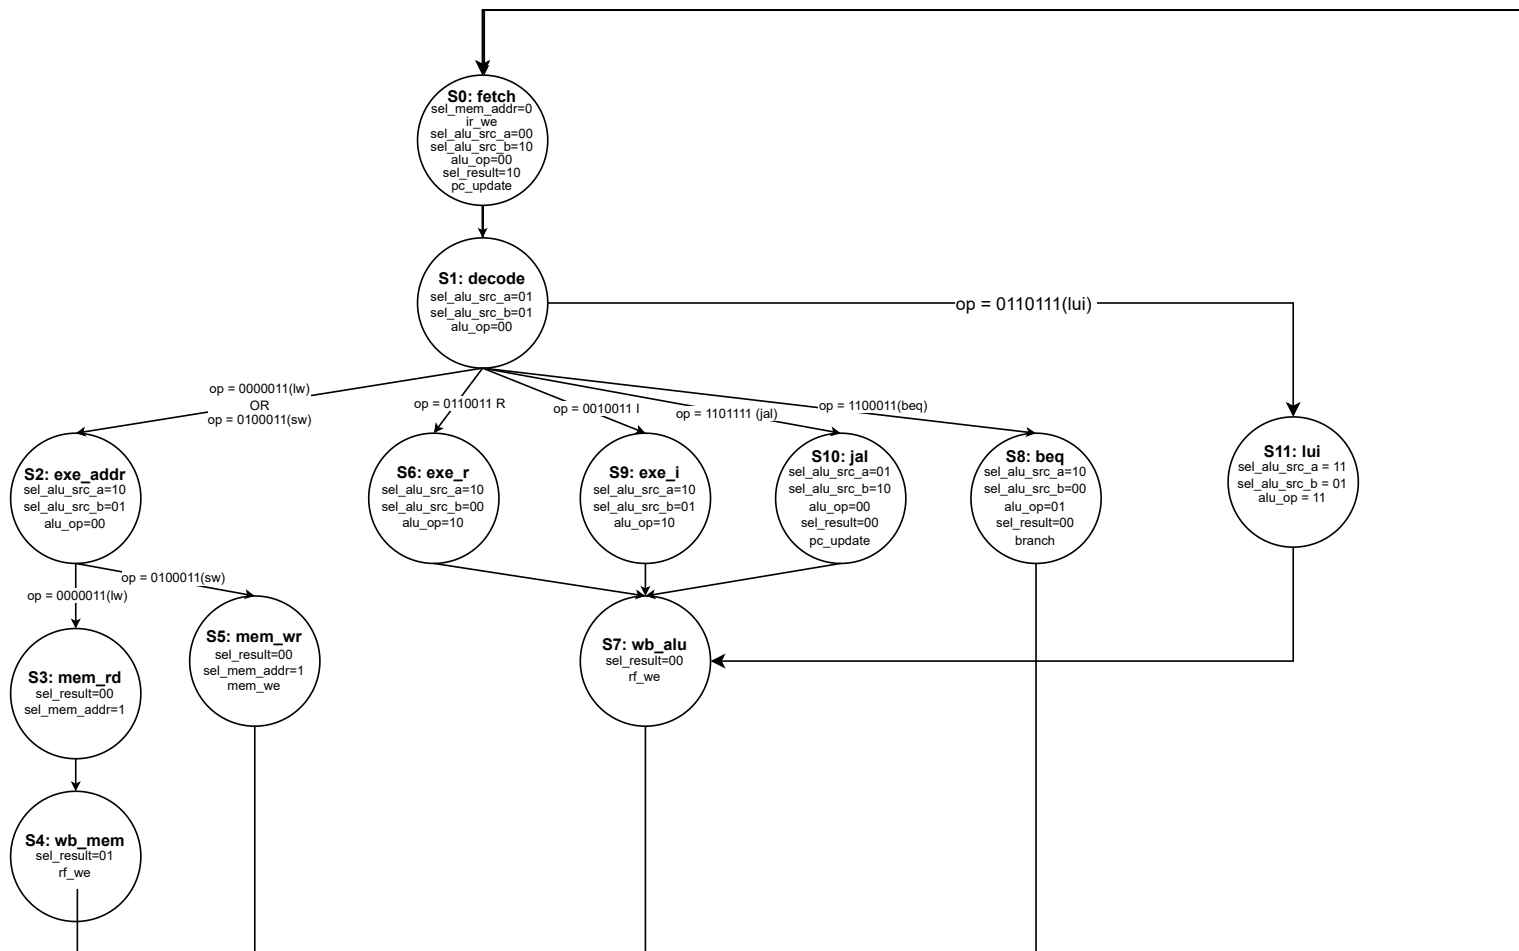 S0: fetch
sel_mem_addr=0
ir_we
sel_alu_src_a=00
sel_alu_src_b=10
alu_op=00
sel_result=10
pc_update
S1: decode
sel_alu_src_a=01
sel_alu_src_b=01
alu_op=00
op = 0110111(lui)
op = 0000011(lw)
OR
op = 0100011(sw)
op = 0110011 R
op = 0010011 I
op = 1101111 (jal)
op = 1100011(beq)
S2: exe_addr
sel_alu_src_a=10
sel_alu_src_b=01
alu_op=00
S6: exe_r
sel_alu_src_a=10
sel_alu_src_b=00
alu_op=10
S9: exe_i
sel_alu_src_a=10
sel_alu_src_b=01
alu_op=10
S10: jal
sel_alu_src_a=01
sel_alu_src_b=10
alu_op=00
sel_result=00
pc_update
S8: beq
sel_alu_src_a=10
sel_alu_src_b=00
alu_op=01
sel_result=00
branch
S11: lui
sel_alu_src_a = 11
sel_alu_src_b = 01
alu_op = 11
op = 0100011(sw)
op = 0000011(lw)
S3: mem_rd
sel_result=00
sel_mem_addr=1
S5: mem_wr
sel_result=00
sel_mem_addr=1
mem_we
S7: wb_alu
sel_result=00
rf_we
S4: wb_mem
sel_result=01
rf_we